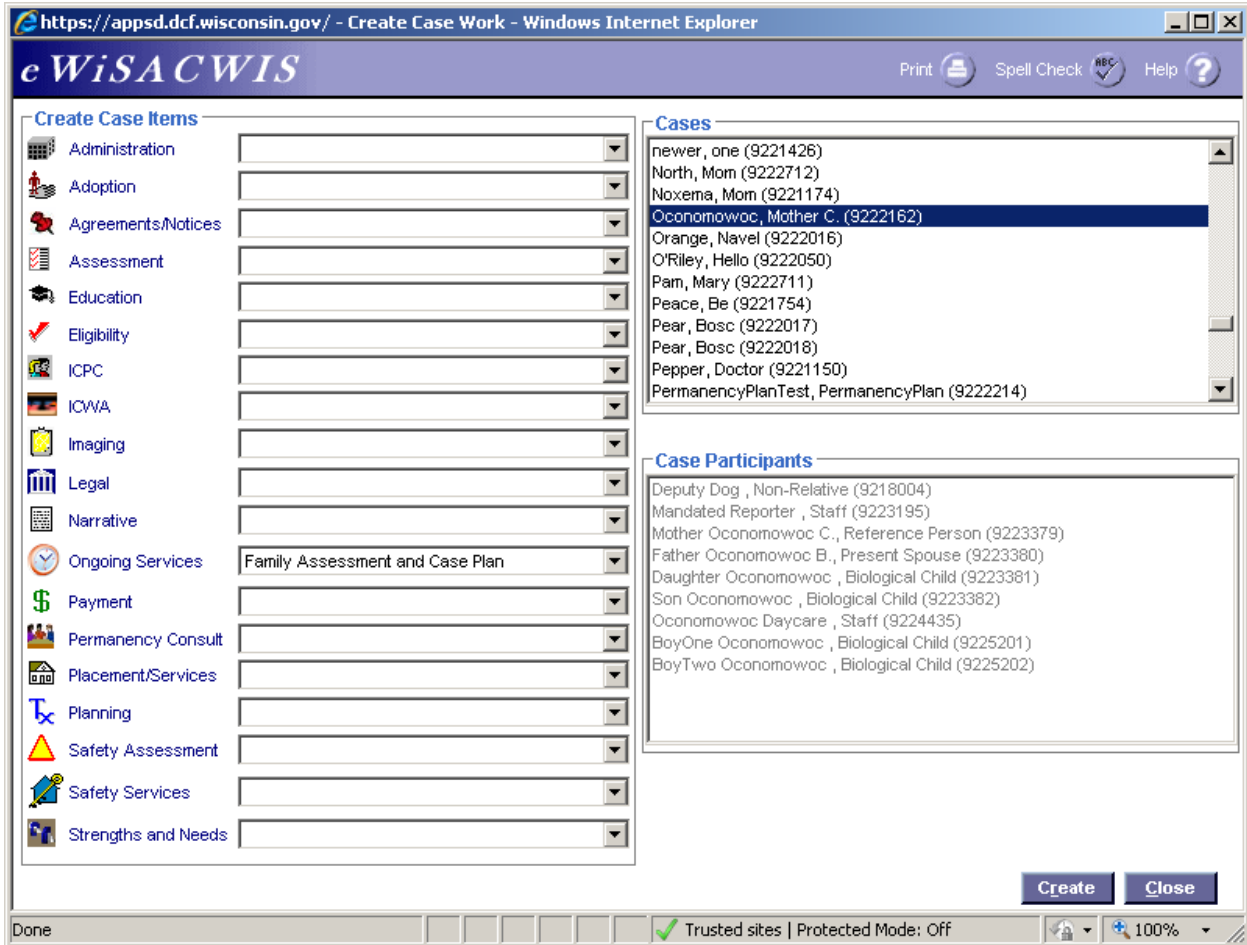 https://appsd.dcf.wisconsin.gov/ - Create Case Work - Windows Internet Explorer
e WiSACWIS
Print Spell Check ABC Help ?
Create Case Items
Administration
Adoption
Agreements/Notices
Assessment
Education
Eligibility
ICPC
ICWA
Imaging
Legal
Narrative
Ongoing Services Family Assessment and Case Plan
$ Payment
Permanency Consult
Placement/Services
Tx Planning
Safety Assessment
Safety Services
Strengths and Needs
Cases
newer, one (9221426)
North, Mom (9222712)
Noxema, Mom (9221174)
Oconomowoc, Mother C. (9222162)
Orange, Navel (9222016)
O'Riley, Hello (9222050)
Pam, Mary (9222711)
Peace, Be (9221754)
Pear, Bosc (9222017)
Pear, Bosc (9222018)
Pepper, Doctor (9221150)
PermanencyPlanTest, PermanencyPlan (9222214)
Case Participants
Deputy Dog , Non-Relative (9218004)
Mandated Reporter , Staff (9223195)
Mother Oconomowoc C., Reference Person (9223379)
Father Oconomowoc B., Present Spouse (9223380)
Daughter Oconomowoc , Biological Child (9223381)
Son Oconomowoc , Biological Child (9223382)
Oconomowoc Daycare , Staff (9224435)
BoyOne Oconomowoc , Biological Child (9225201)
BoyTwo Oconomowoc , Biological Child (9225202)
Create Close
Done Trusted sites | Protected Mode: Off 100%